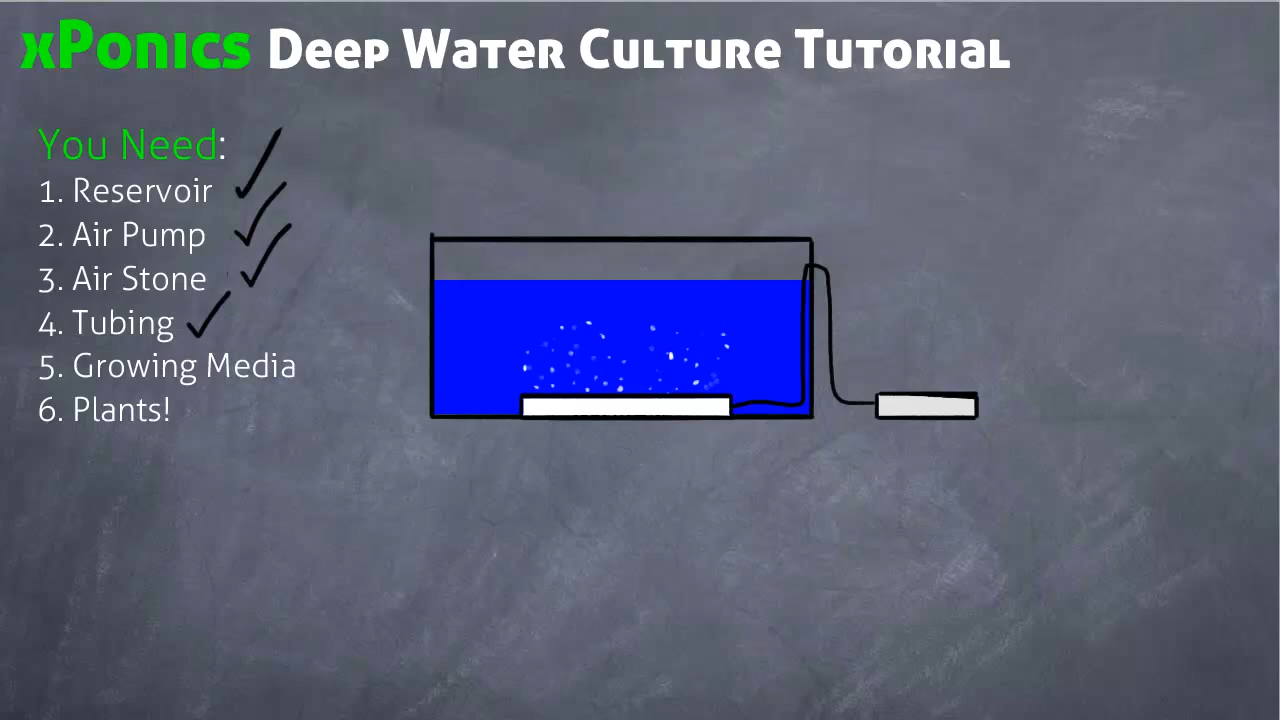 xPonics Deep Water Culture Tutorial
You Need:
1. Reservoir
2. Air Pump
3. Air Stone
4. Tubing
5. Growing Media
6. Plants!